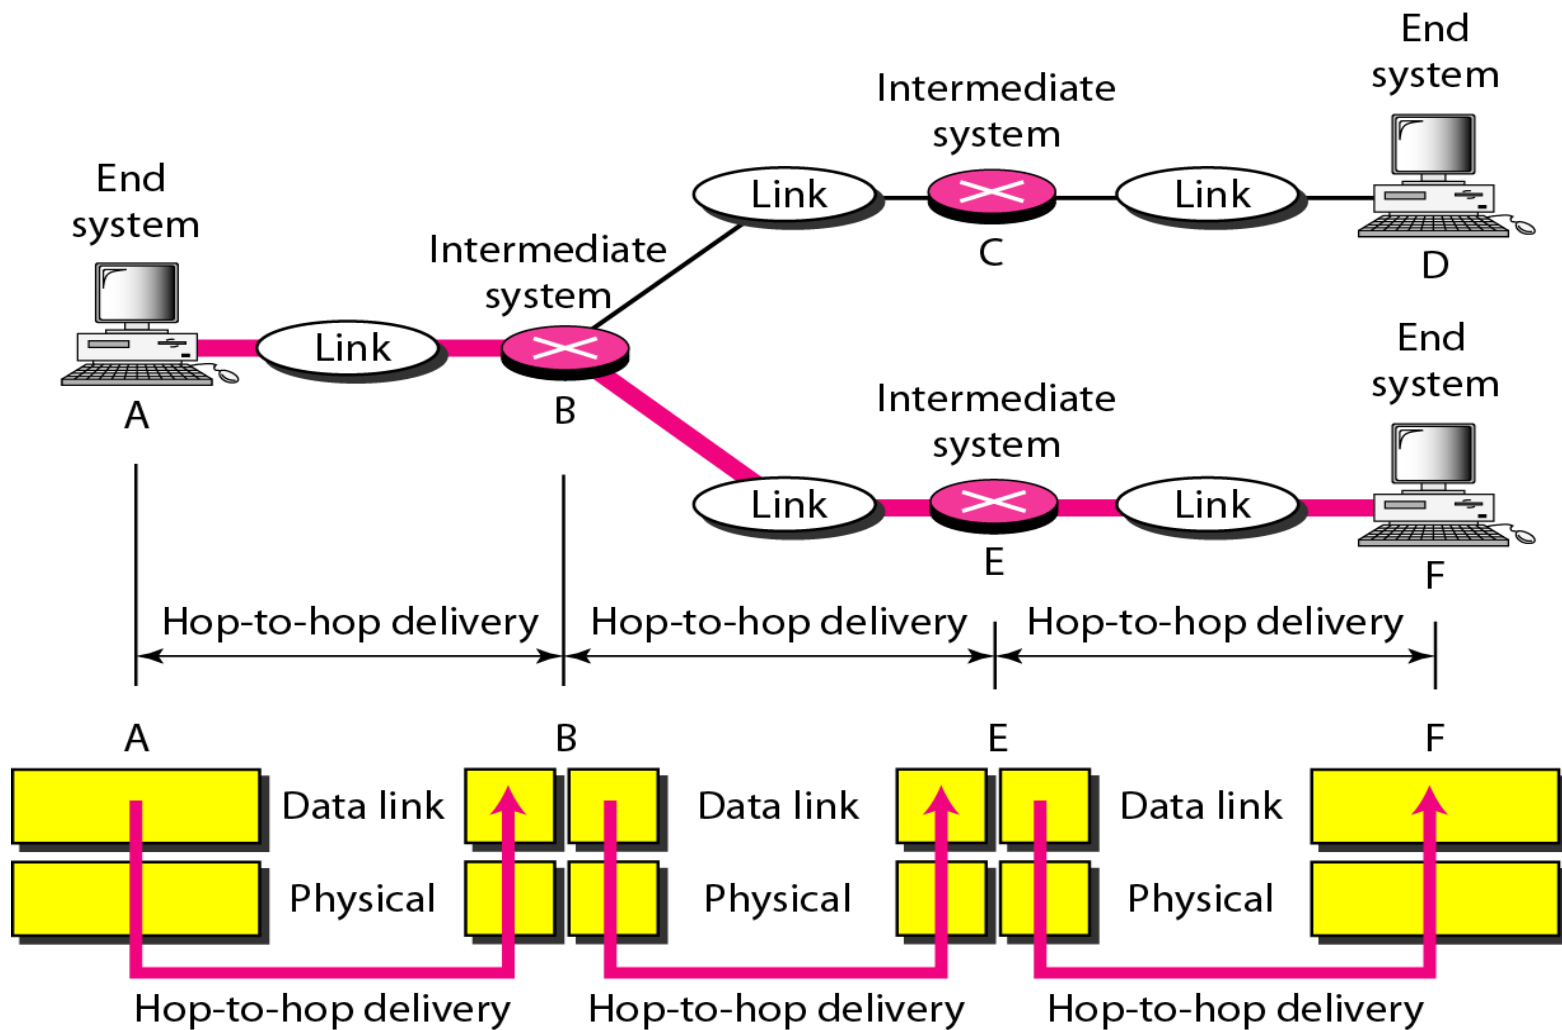 End
system
Intermediate
system
Link
C
Link
D
End
system
A
Link
Intermediate
system
B
End
system
Intermediate
system
Link
E
Link
F
Hop-to-hop delivery
Hop-to-hop delivery
Hop-to-hop delivery
A
B
E
F
Data link
Data link
Data link
Physical
Physical
Physical
Hop-to-hop delivery
Hop-to-hop delivery
Hop-to-hop delivery